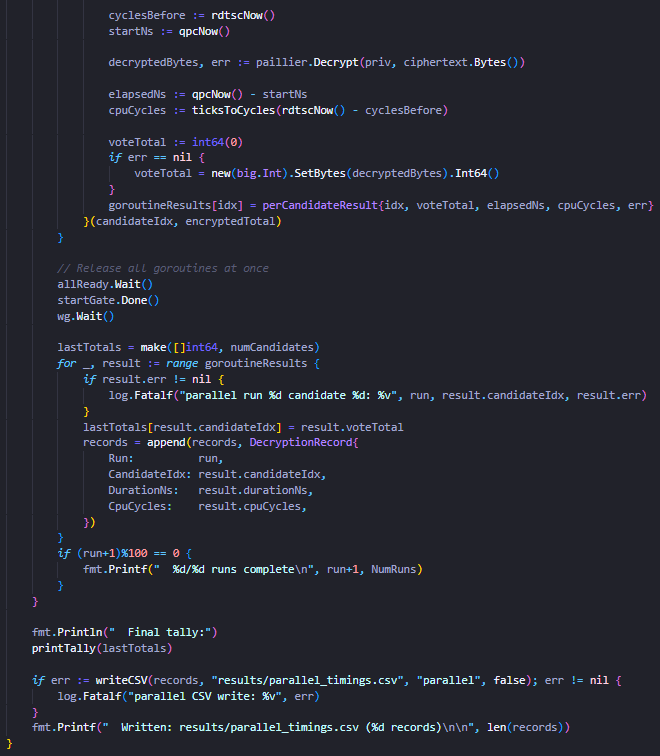 cyclesBefore := rdtscNow()
startNs := qpcNow()
decryptedBytes, err := paillier.Decrypt(priv, ciphertext.Bytes())
elapsedNs := qpcNow() - startNs
cpuCycles := ticksToCycles(rdtscNow() - cyclesBefore)
voteTotal := int64(0)
if err == nil {
voteTotal = new(big.Int).SetBytes(decryptedBytes).Int64()
}
goroutineResults[idx] = perCandidateResult{idx, voteTotal, elapsedNs, cpuCycles, err}
}(candidateIdx, encryptedTotal)
}
// Release all goroutines at once
allReady.Wait()
startGate.Done()
wg.Wait()
lastTotals = make([]int64, numCandidates)
for _, result := range goroutineResults {
if result.err != nil {
log.Fatalf("parallel run %d candidate %d: %v", run, result.candidateIdx, result.err)
}
lastTotals[result.candidateIdx] = result.voteTotal
records = append(records, DecryptionRecord{
Run: run,
CandidateIdx: result.candidateIdx,
DurationNs: result.durationNs,
CpuCycles: result.cpuCycles,
})
}
if (run+1)%100 == 0 {
fmt.Printf("  %d/%d runs complete\n", run+1, NumRuns)
}
}
fmt.Println("  Final tally:")
printTally(lastTotals)
if err := writeCSV(records, "results/parallel_timings.csv", "parallel", false); err != nil {
log.Fatalf("parallel CSV write: %v", err)
}
fmt.Printf("  Written: results/parallel_timings.csv (%d records)\n\n", len(records))
}